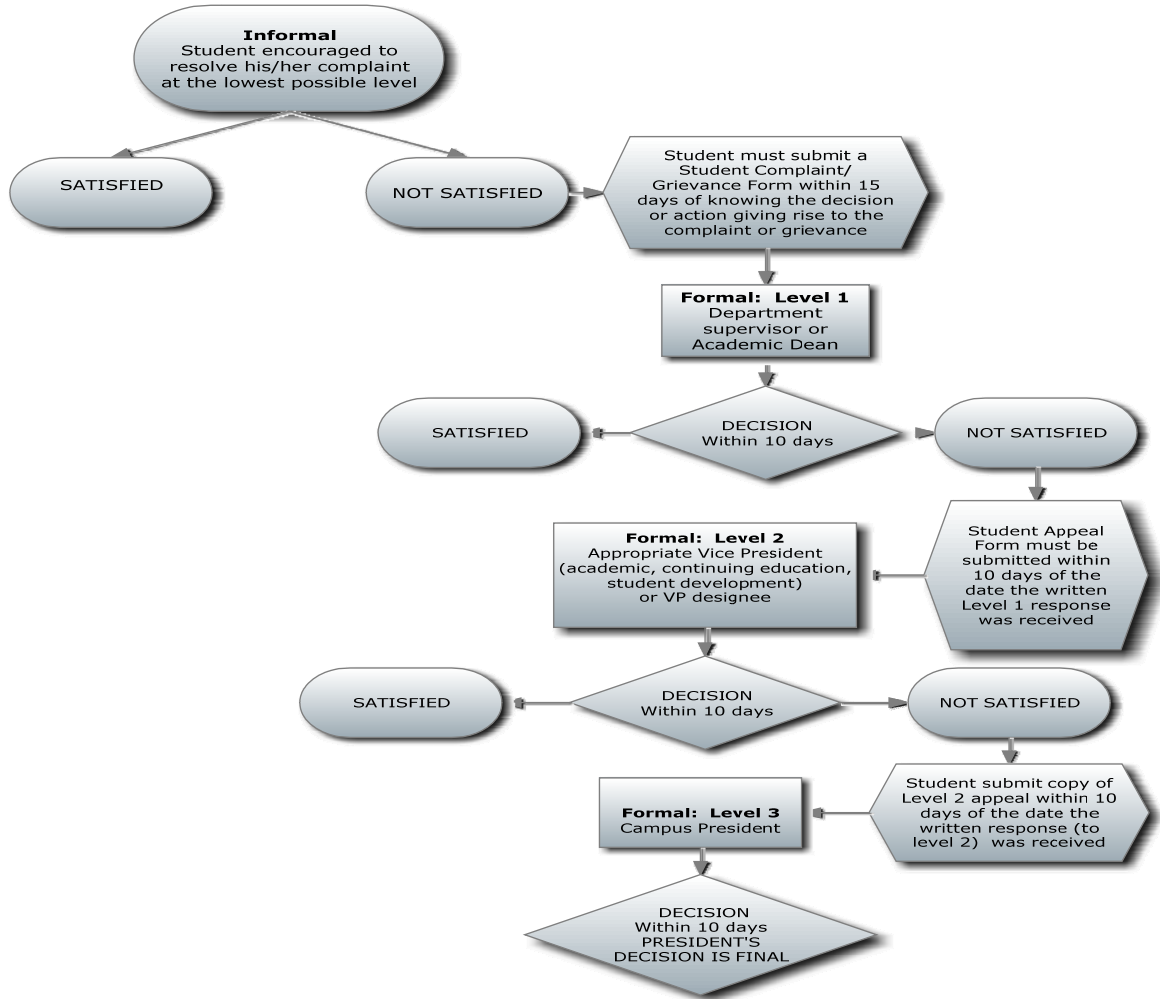 Informal
Student encouraged to
resolve his/her complaint
at the lowest possible level
SATISFIED
NOT SATISFIED
Student must submit a
Student Complaint/
Grievance Form within 15
days of knowing the decision
or action giving rise to the
complaint or grievance
Formal: Level 1
Department
supervisor or
Academic Dean
SATISFIED
DECISION
Within 10 days
NOT SATISFIED
Student Appeal
Form must be
submitted within
10 days of the
date the written
Level 1 response
was received
Formal: Level 2
Appropriate Vice President
(academic, continuing education,
student development)
or VP designee
SATISFIED
DECISION
Within 10 days
NOT SATISFIED
Student submit copy of
Level 2 appeal within 10
days of the date the
written response (to
level 2) was received
Formal: Level 3
Campus President
DECISION
Within 10 days
PRESIDENT'S
DECISION IS FINAL